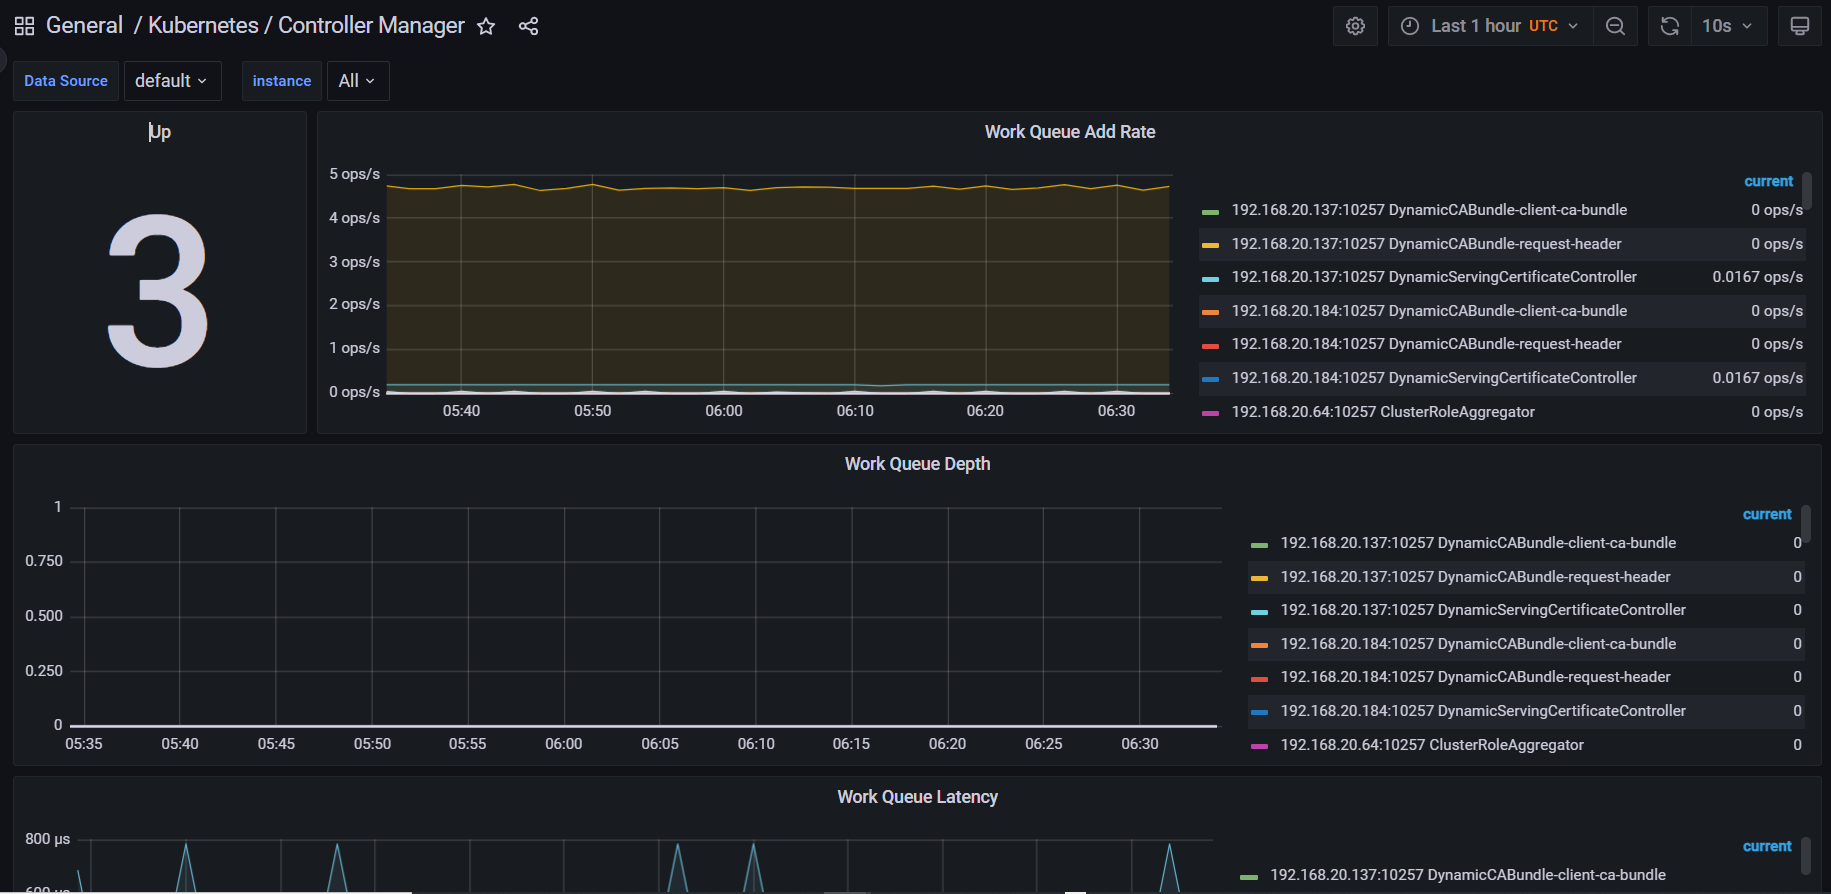 General / Kubernetes / Controller Manager
Last 1 hour UTC
10s
Data Source default instance All
Up
3
Work Queue Add Rate
5 ops/s
4 ops/s
3 ops/s
2 ops/s
1 ops/s
0 ops/s
05:40 05:50 06:00 06:10 06:20 06:30
current
192.168.20.137:10257 DynamicCABundle-client-ca-bundle 0 ops/s
192.168.20.137:10257 DynamicCABundle-request-header 0 ops/s
192.168.20.137:10257 DynamicServingCertificateController 0.0167 ops/s
192.168.20.184:10257 DynamicCABundle-client-ca-bundle 0 ops/s
192.168.20.184:10257 DynamicCABundle-request-header 0 ops/s
192.168.20.184:10257 DynamicServingCertificateController 0.0167 ops/s
192.168.20.64:10257 ClusterRoleAggregator 0 ops/s
Work Queue Depth
1
0.750
0.500
0.250
0
05:35 05:40 05:45 05:50 05:55 06:00 06:05 06:10 06:15 06:20 06:25 06:30
current
192.168.20.137:10257 DynamicCABundle-client-ca-bundle 0
192.168.20.137:10257 DynamicCABundle-request-header 0
192.168.20.137:10257 DynamicServingCertificateController 0
192.168.20.184:10257 DynamicCABundle-client-ca-bundle 0
192.168.20.184:10257 DynamicCABundle-request-header 0
192.168.20.184:10257 DynamicServingCertificateController 0
192.168.20.64:10257 ClusterRoleAggregator 0
Work Queue Latency
800 µs
600 µs
current
192.168.20.137:10257 DynamicCABundle-client-ca-bundle